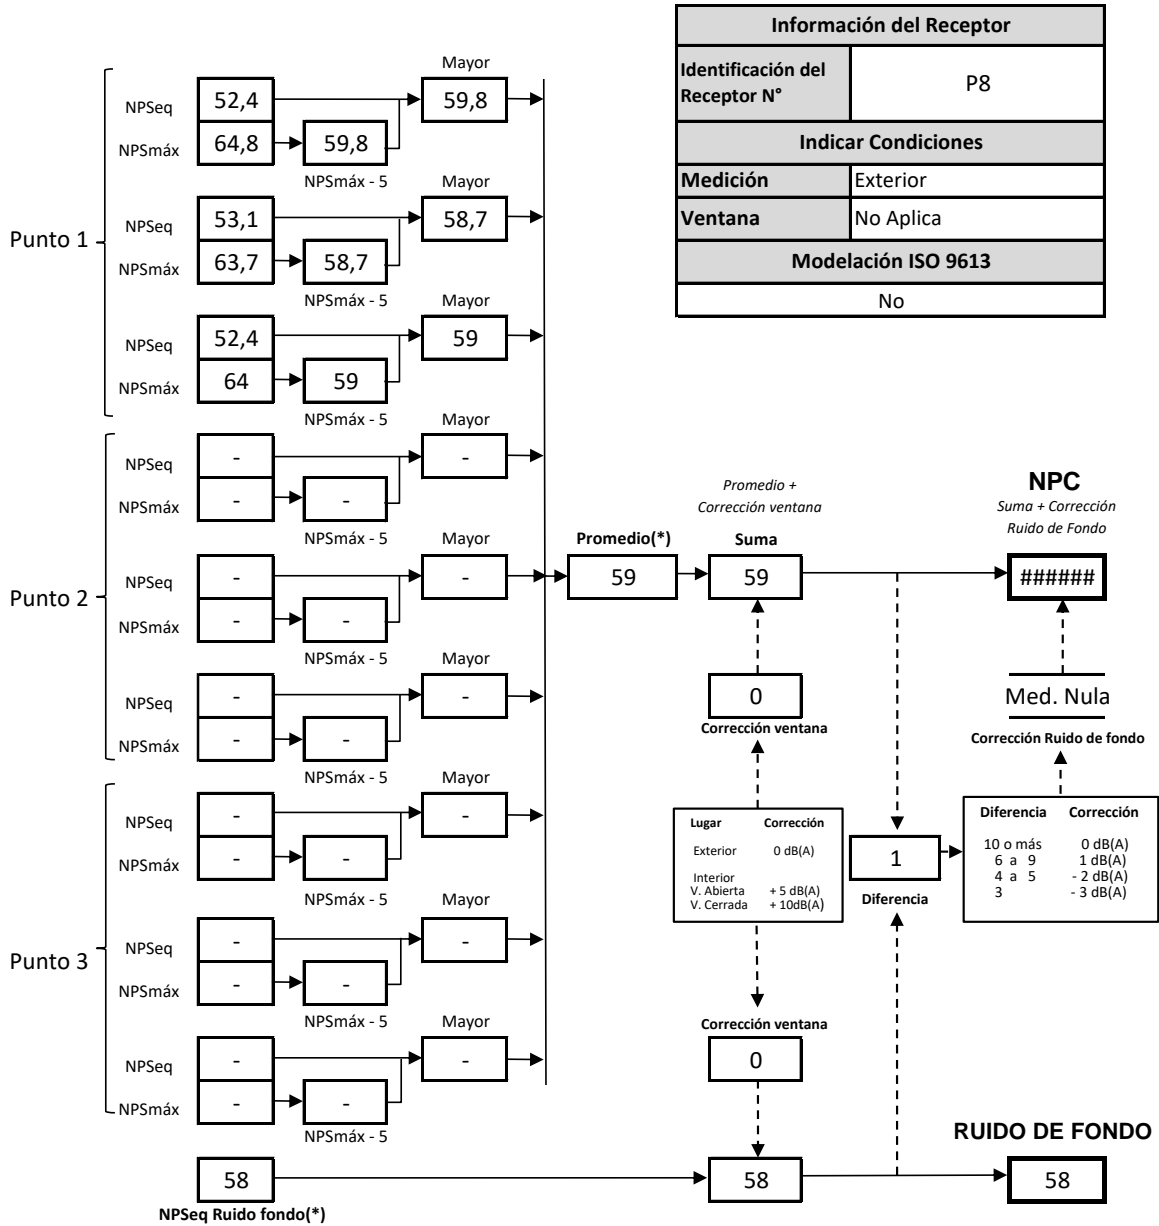 Información del Receptor
Identificación del Receptor N° P8
Indicar Condiciones
Medición Exterior
Ventana No Aplica
Modelación ISO 9613
No
Punto 1
Mayor
NPSeq 52,4 59,8
NPSmáx 64,8 59,8
NPSmáx - 5
Mayor
NPSeq 53,1 58,7
NPSmáx 63,7 58,7
NPSmáx - 5
Mayor
NPSeq 52,4 59
NPSmáx 64 59
NPSmáx - 5
Punto 2
Mayor
NPSeq - -
NPSmáx - -
NPSmáx - 5
Mayor
NPSeq - -
NPSmáx - -
NPSmáx - 5
Mayor
NPSeq - -
NPSmáx - -
NPSmáx - 5
Punto 3
Mayor
NPSeq - -
NPSmáx - -
NPSmáx - 5
Mayor
NPSeq - -
NPSmáx - -
NPSmáx - 5
Mayor
NPSeq - -
NPSmáx - -
NPSmáx - 5
58
NPSeq Ruido fondo(*)
Promedio(*)
59
Promedio +
Corrección ventana
Suma
59
0
Corrección ventana
Lugar Corrección
Exterior 0 dB(A)
Interior
V. Abierta + 5 dB(A)
V. Cerrada + 10dB(A)
Corrección ventana
0
58
1
Diferencia
NPC
Suma + Corrección
Ruido de Fondo
######
Med. Nula
Corrección Ruido de fondo
Diferencia Corrección
10 o más 0 dB(A)
6 a 9 1 dB(A)
4 a 5 - 2 dB(A)
3 - 3 dB(A)
RUIDO DE FONDO
58